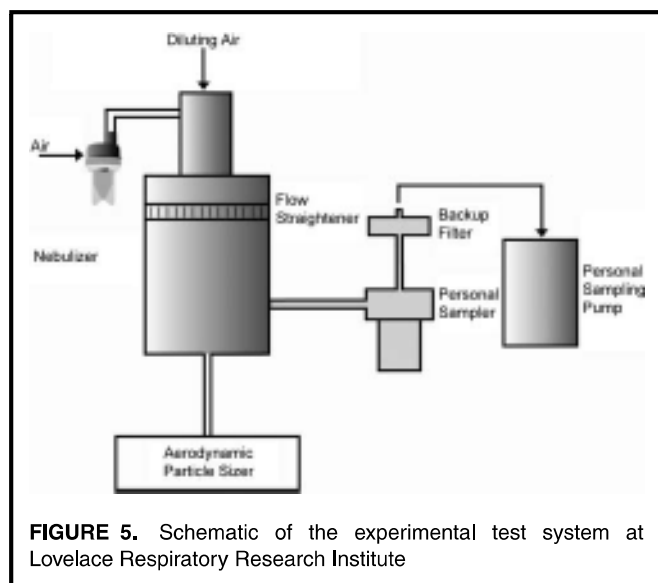 Diluting Air
Air
Flow
Straightener
Backup
Filter
Nebulizer
Personal
Sampler
Personal
Sampling
Pump
Aerodynamic
Particle Sizer
FIGURE 5. Schematic of the experimental test system at
Lovelace Respiratory Research Institute